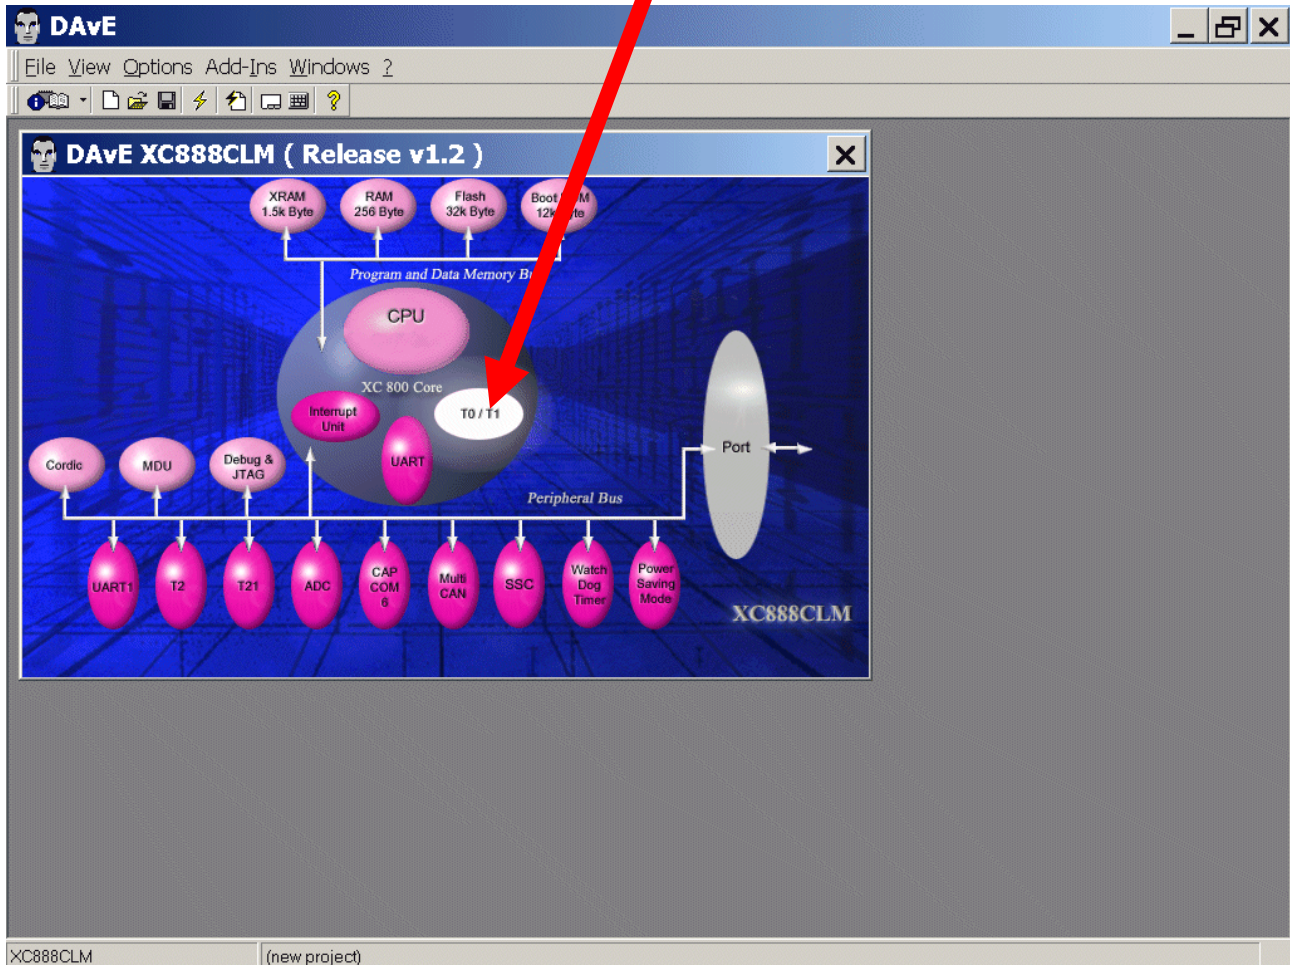 DAvE
File View Options Add-Ins Windows ?
DAvE XC888CLM ( Release v1.2 )
XRAM
1.5k Byte
RAM
256 Byte
Flash
32k Byte
Boot
12k
Program and Data Memory
CPU
XC 800 Core
Interrupt
Unit
T0 / T1
UART
Port
Cordic
MDU
Debug &
JTAG
Peripheral Bus
UART1
T2
T21
ADC
CAP
COM
6
Multi
CAN
SSC
Watch
Dog
Timer
Power
Saving
Mode
XC888CLM
XC888CLM
(new project)